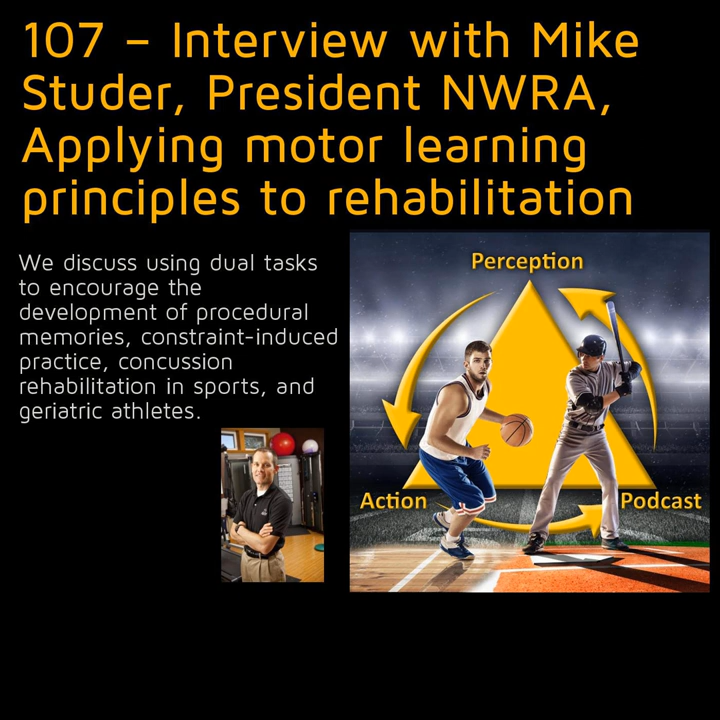 107 – Interview with Mike
Studer, President NWRA,
Applying motor learning
principles to rehabilitation
We discuss using dual tasks
to encourage the
development of procedural
memories, constraint-induced
practice, concussion
rehabilitation in sports, and
geriatric athletes.
Perception
Action
Podcast